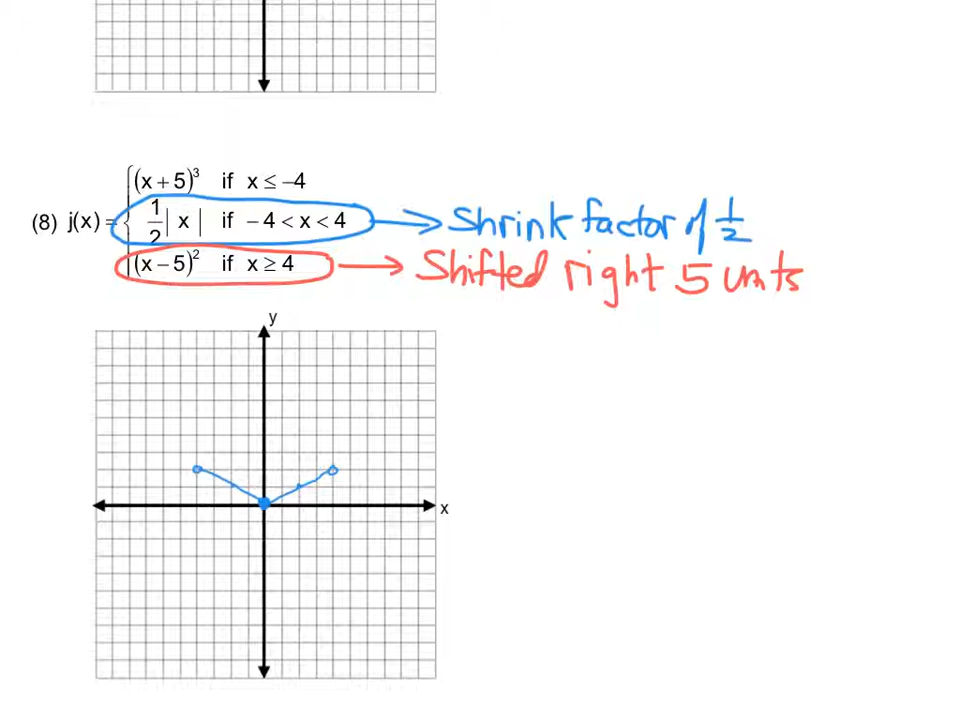 (x + 5)³ if x ≤ –4
(8) j(x) = 1/2 | x | if – 4 < x < 4 → Shrink factor of 1/2
(x – 5)² if x ≥ 4 → Shifted right 5 units
y
x